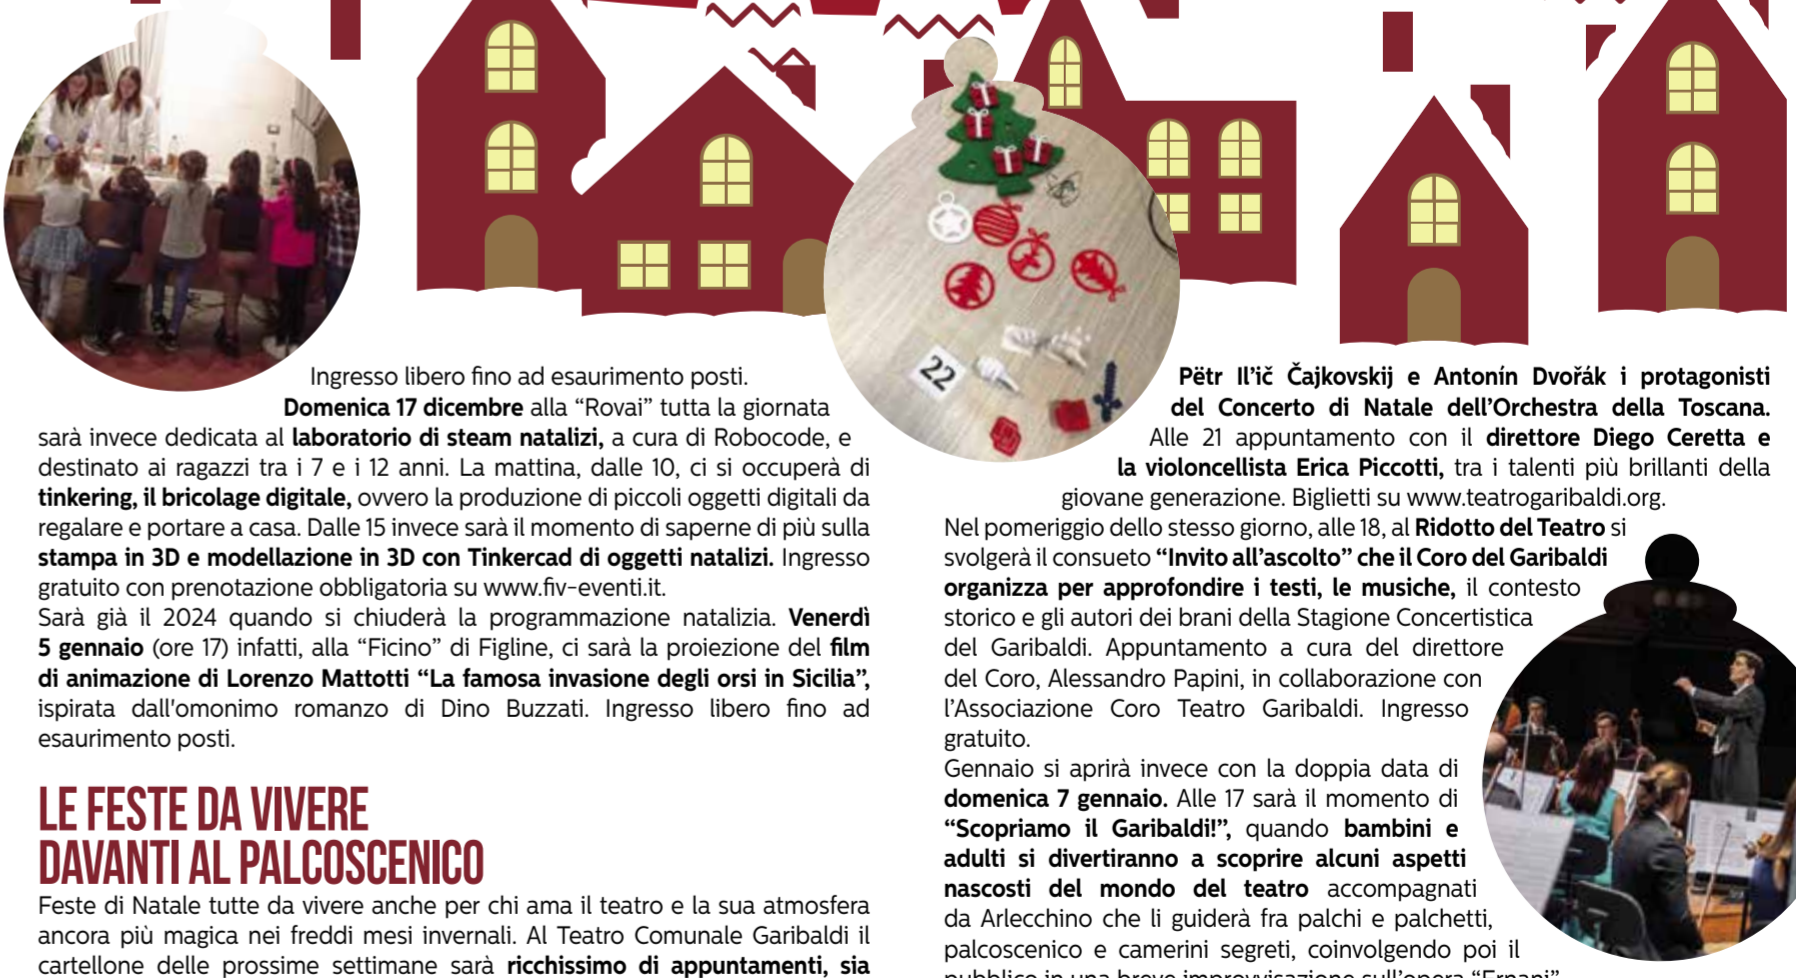 Ingresso libero fino ad esaurimento posti.
Domenica 17 dicembre alla “Rovai” tutta la giornata
sarà invece dedicata al laboratorio di steam natalizi, a cura di Robocode, e
destinato ai ragazzi tra i 7 e i 12 anni. La mattina, dalle 10, ci si occuperà di
tinkering, il bricolage digitale, ovvero la produzione di piccoli oggetti digitali da
regalare e portare a casa. Dalle 15 invece sarà il momento di saperne di più sulla
stampa in 3D e modellazione in 3D con Tinkercad di oggetti natalizi. Ingresso
gratuito con prenotazione obbligatoria su www.fiv-eventi.it.
Sarà già il 2024 quando si chiuderà la programmazione natalizia. Venerdì
5 gennaio (ore 17) infatti, alla “Ficino” di Figline, ci sarà la proiezione del film
di animazione di Lorenzo Mattotti “La famosa invasione degli orsi in Sicilia”,
ispirata dall'omonimo romanzo di Dino Buzzati. Ingresso libero fino ad
esaurimento posti.
LE FESTE DA VIVERE
DAVANTI AL PALCOSCENICO
Feste di Natale tutte da vivere anche per chi ama il teatro e la sua atmosfera
ancora più magica nei freddi mesi invernali. Al Teatro Comunale Garibaldi il
cartellone delle prossime settimane sarà ricchissimo di appuntamenti, sia
22
Pëtr Il’ič Čajkovskij e Antonín Dvořák i protagonisti
del Concerto di Natale dell’Orchestra della Toscana.
Alle 21 appuntamento con il direttore Diego Ceretta e
la violoncellista Erica Piccotti, tra i talenti più brillanti della
giovane generazione. Biglietti su www.teatrogaribaldi.org.
Nel pomeriggio dello stesso giorno, alle 18, al Ridotto del Teatro si
svolgerà il consueto “Invito all’ascolto” che il Coro del Garibaldi
organizza per approfondire i testi, le musiche, il contesto
storico e gli autori dei brani della Stagione Concertistica
del Garibaldi. Appuntamento a cura del direttore
del Coro, Alessandro Papini, in collaborazione con
l’Associazione Coro Teatro Garibaldi. Ingresso
gratuito.
Gennaio si aprirà invece con la doppia data di
domenica 7 gennaio. Alle 17 sarà il momento di
“Scopriamo il Garibaldi!”, quando bambini e
adulti si divertiranno a scoprire alcuni aspetti
nascosti del mondo del teatro accompagnati
da Arlecchino che li guiderà fra palchi e palchetti,
palcoscenico e camerini segreti, coinvolgendo poi il
pubblico in una breve improvvisazione sull’opera “Ernani”